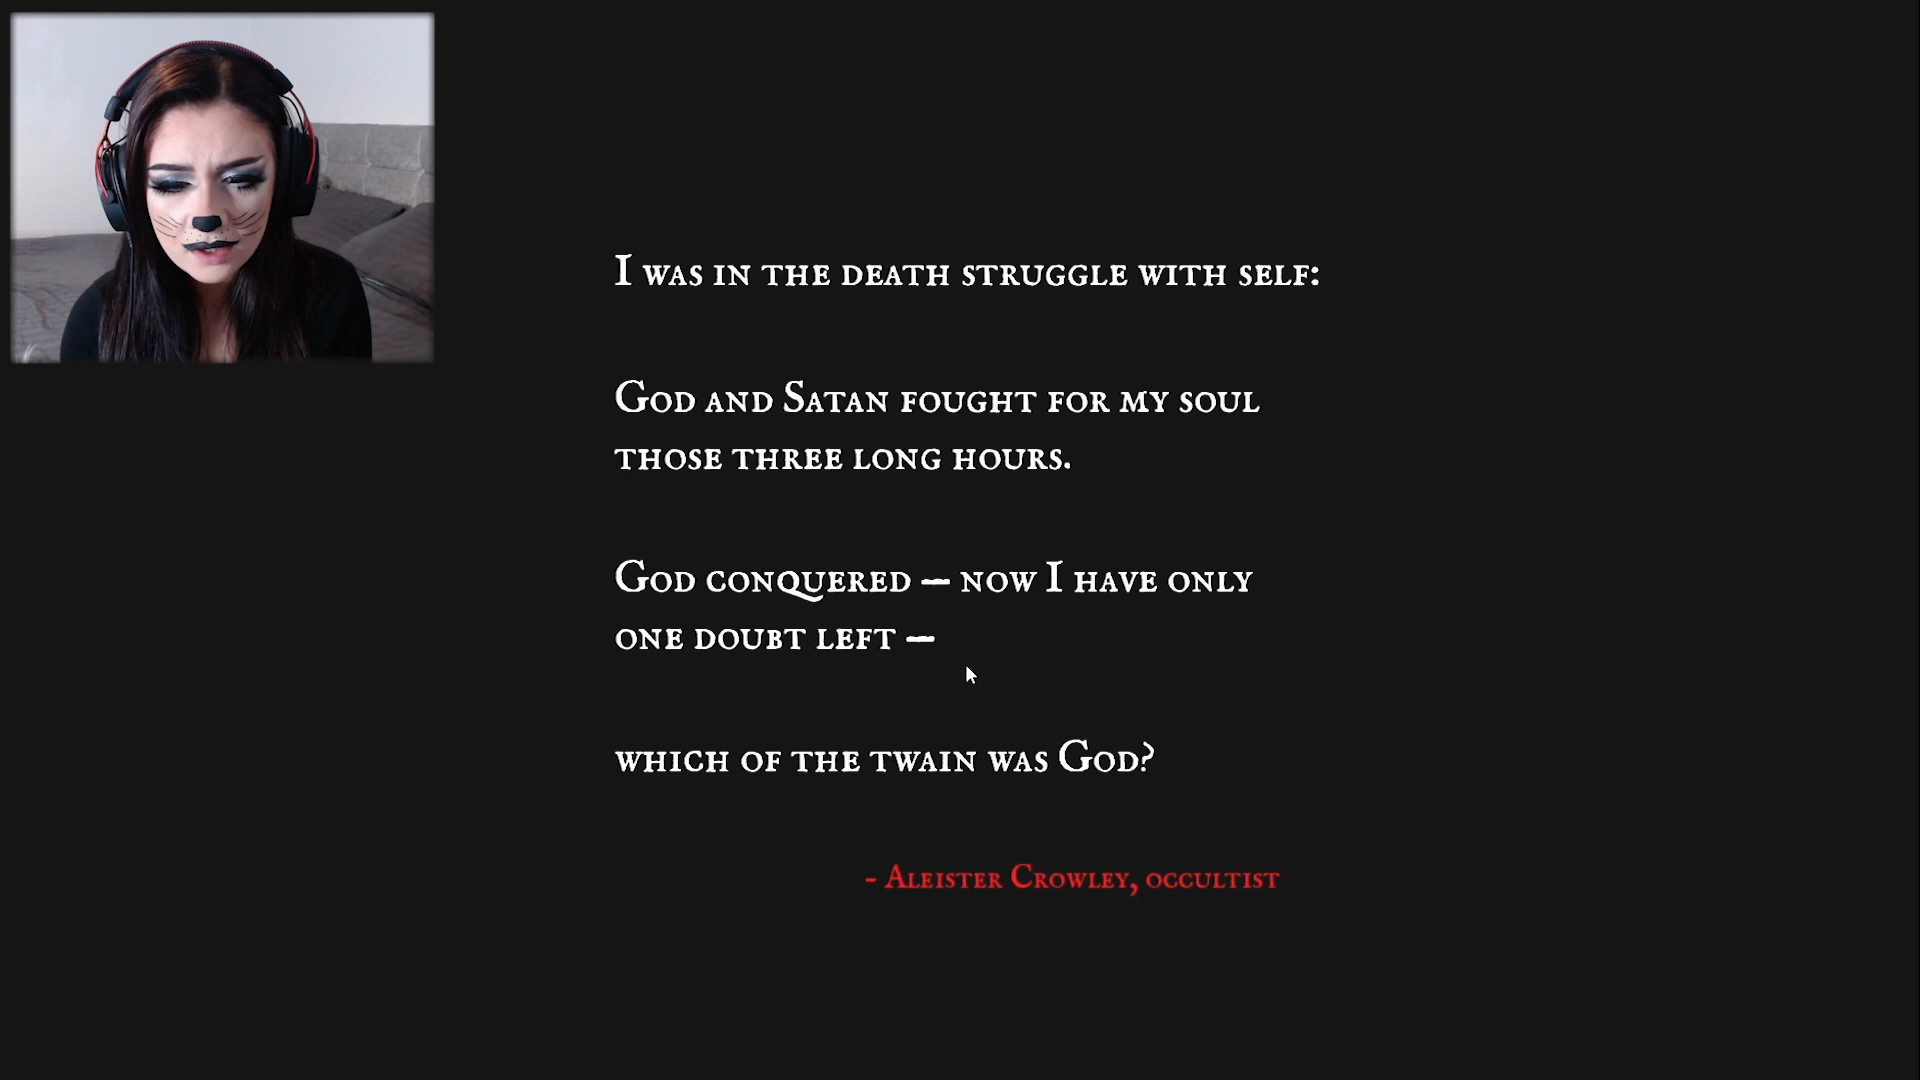 I was in the death struggle with self:
God and Satan fought for my soul
those three long hours.
God conquered — now I have only
one doubt left —
which of the twain was God?
- Aleister Crowley, occultist